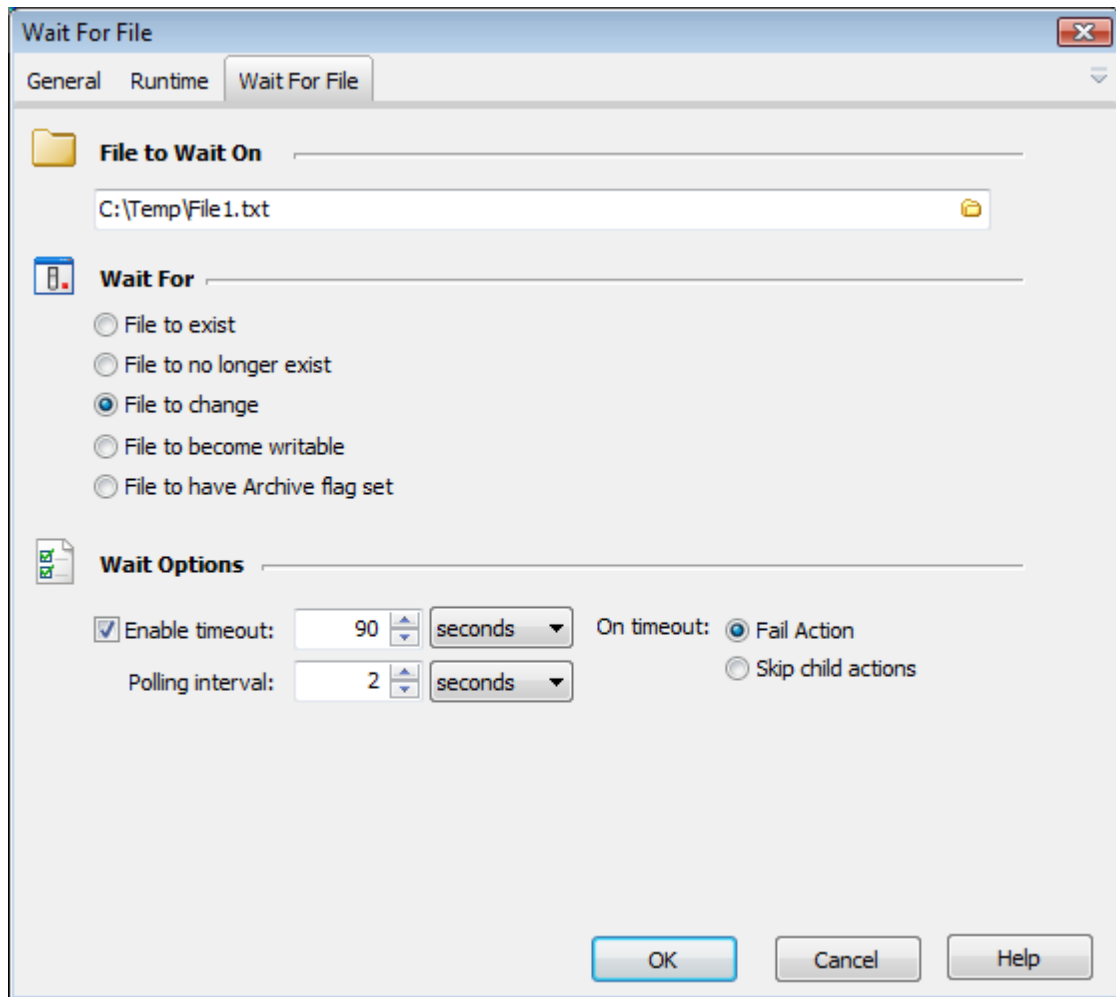 Wait For File
General Runtime Wait For File
File to Wait On
C:\Temp\File1.txt
Wait For
File to exist
File to no longer exist
File to change
File to become writable
File to have Archive flag set
Wait Options
Enable timeout: 90 seconds On timeout: Fail Action
Polling interval: 2 seconds Skip child actions
OK Cancel Help